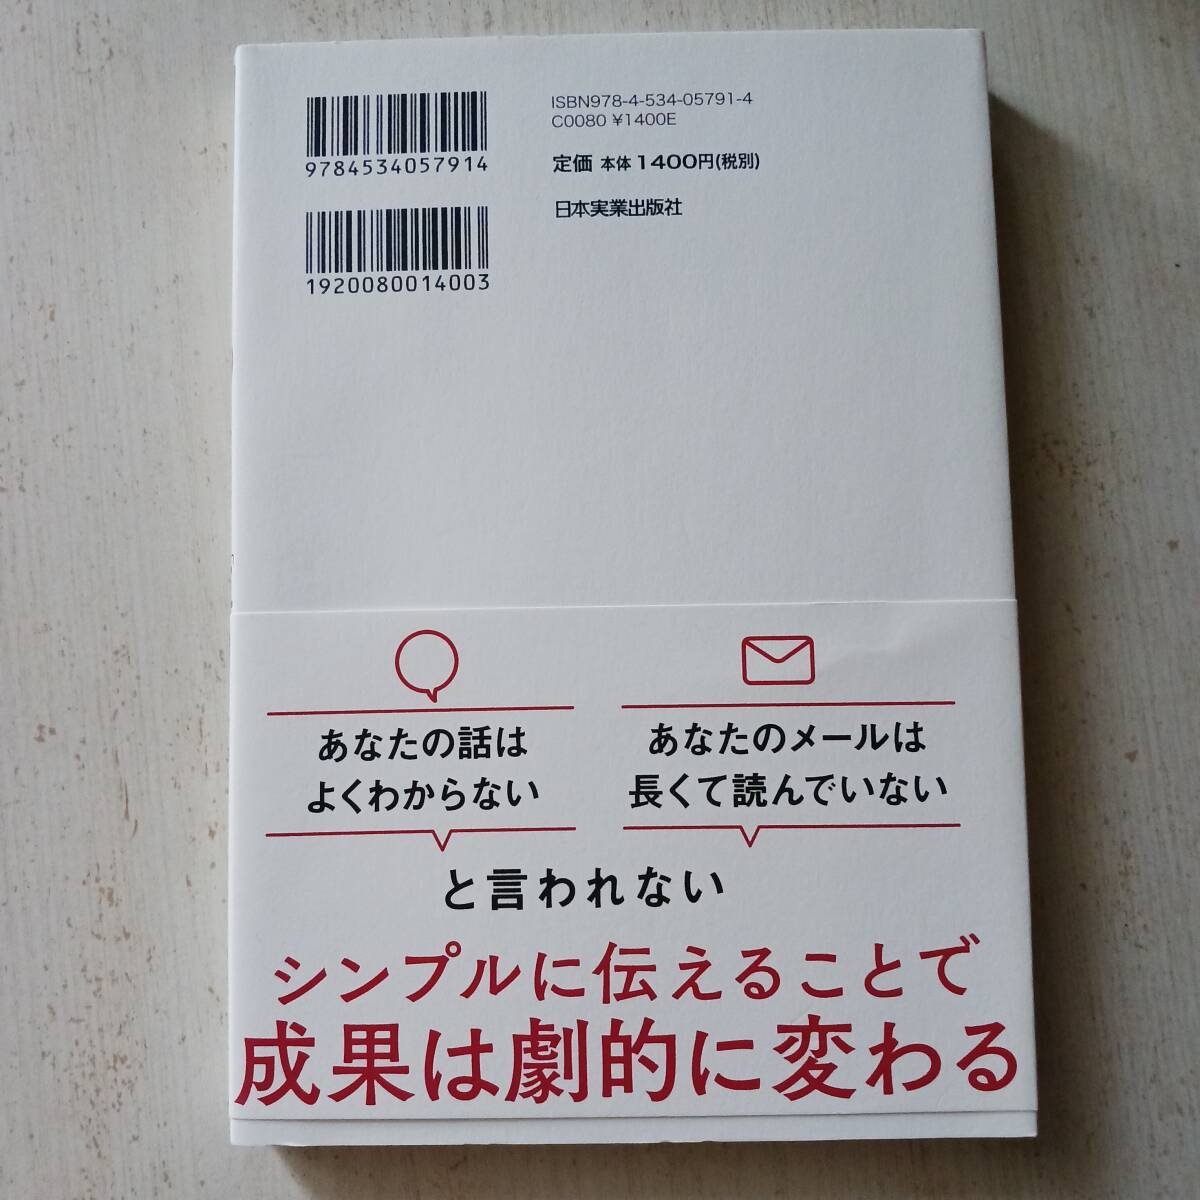 9784534057914
1920080014003
ISBN978-4-534-05791-4
C0080 ¥1400E
定価 本体1400円(税別)
日本実業出版社
あなたの話は
よくわからない
あなたのメールは
長くて読んでいない
と言われない
シンプルに伝えることで
成果は劇的に変わる